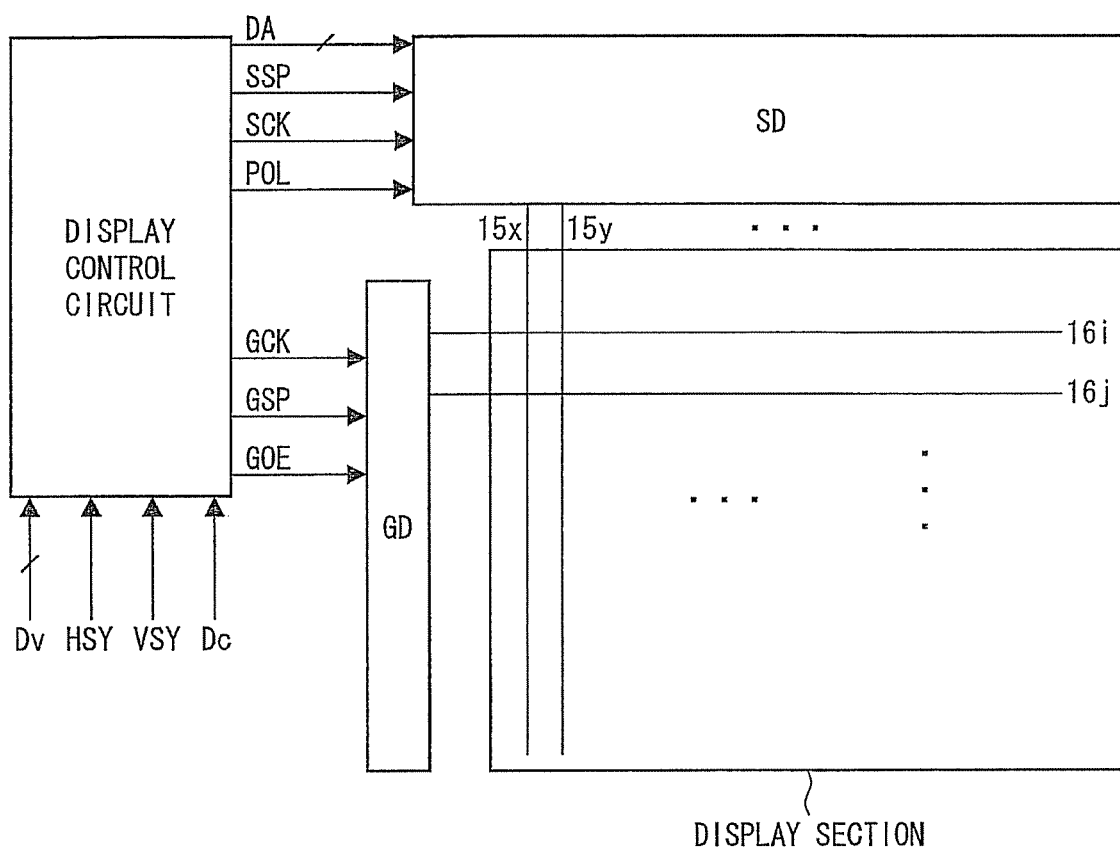 DA
SSP
SCK
POL
SD
DISPLAY
CONTROL
CIRCUIT
15x
15y
GCK
GSP
GOE
GD
16i
16j
Dv
HSY
VSY
Dc
DISPLAY SECTION